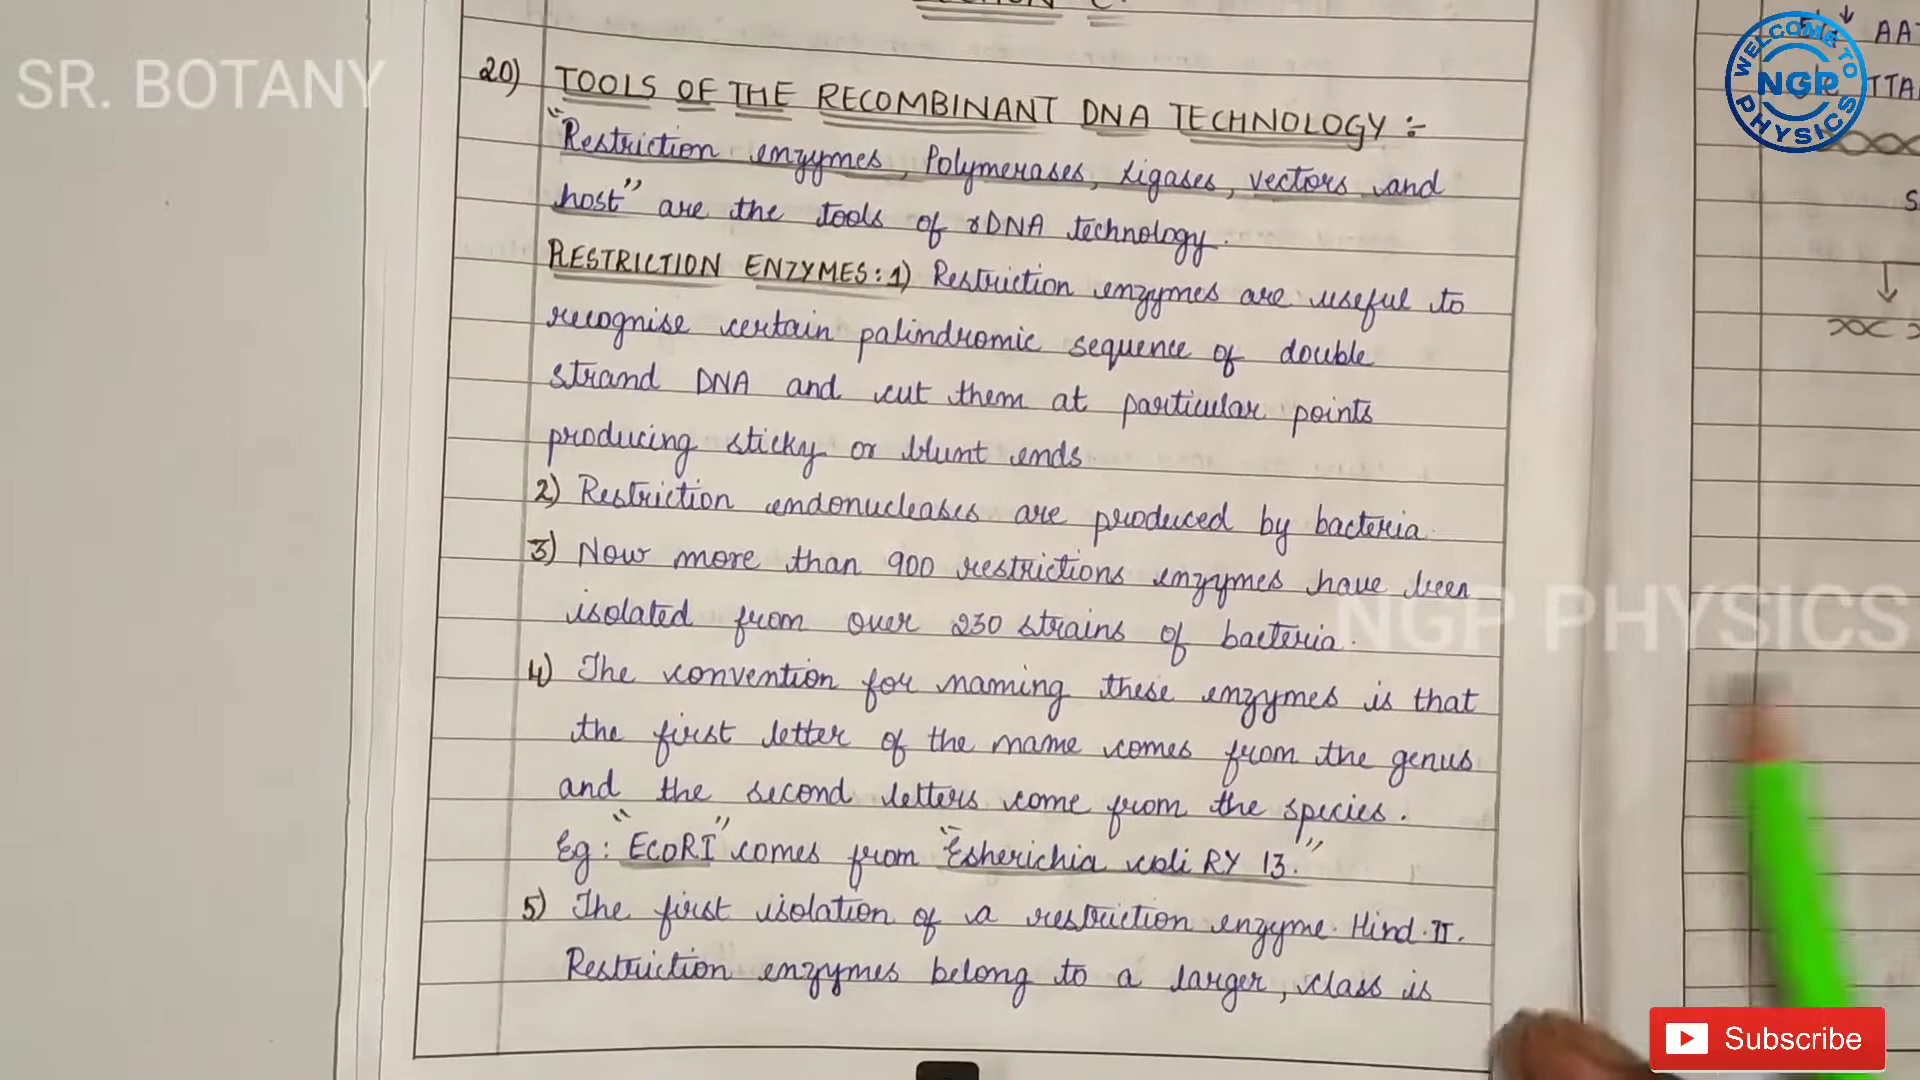 SR. BOTANY
20) TOOLS OF THE RECOMBINANT DNA TECHNOLOGY :-
"Restriction enzymes, Polymerases, Ligases, vectors and
host" are the tools of rDNA technology.
RESTRICTION ENZYMES: 1) Restriction enzymes are useful to
recognise certain palindromic sequence of double
strand DNA and cut them at particular points
producing sticky or blunt ends
2) Restriction endonucleases are produced by bacteria.
3) Now more than 900 restrictions enzymes have been
isolated from over 230 strains of bacteria.
4) The convention for naming these enzymes is that
the first letter of the name comes from the genus
and the second letters come from the species.
Eg: "EcoRI" comes from "Esherichia coli RY 13."
5) The first isolation of a restriction enzyme. Hind.II.
Restriction enzymes belong to a larger, class is
AAT
TTA
WELCOME TO
NGP
PHYSICS
NGP PHYSICS
Subscribe